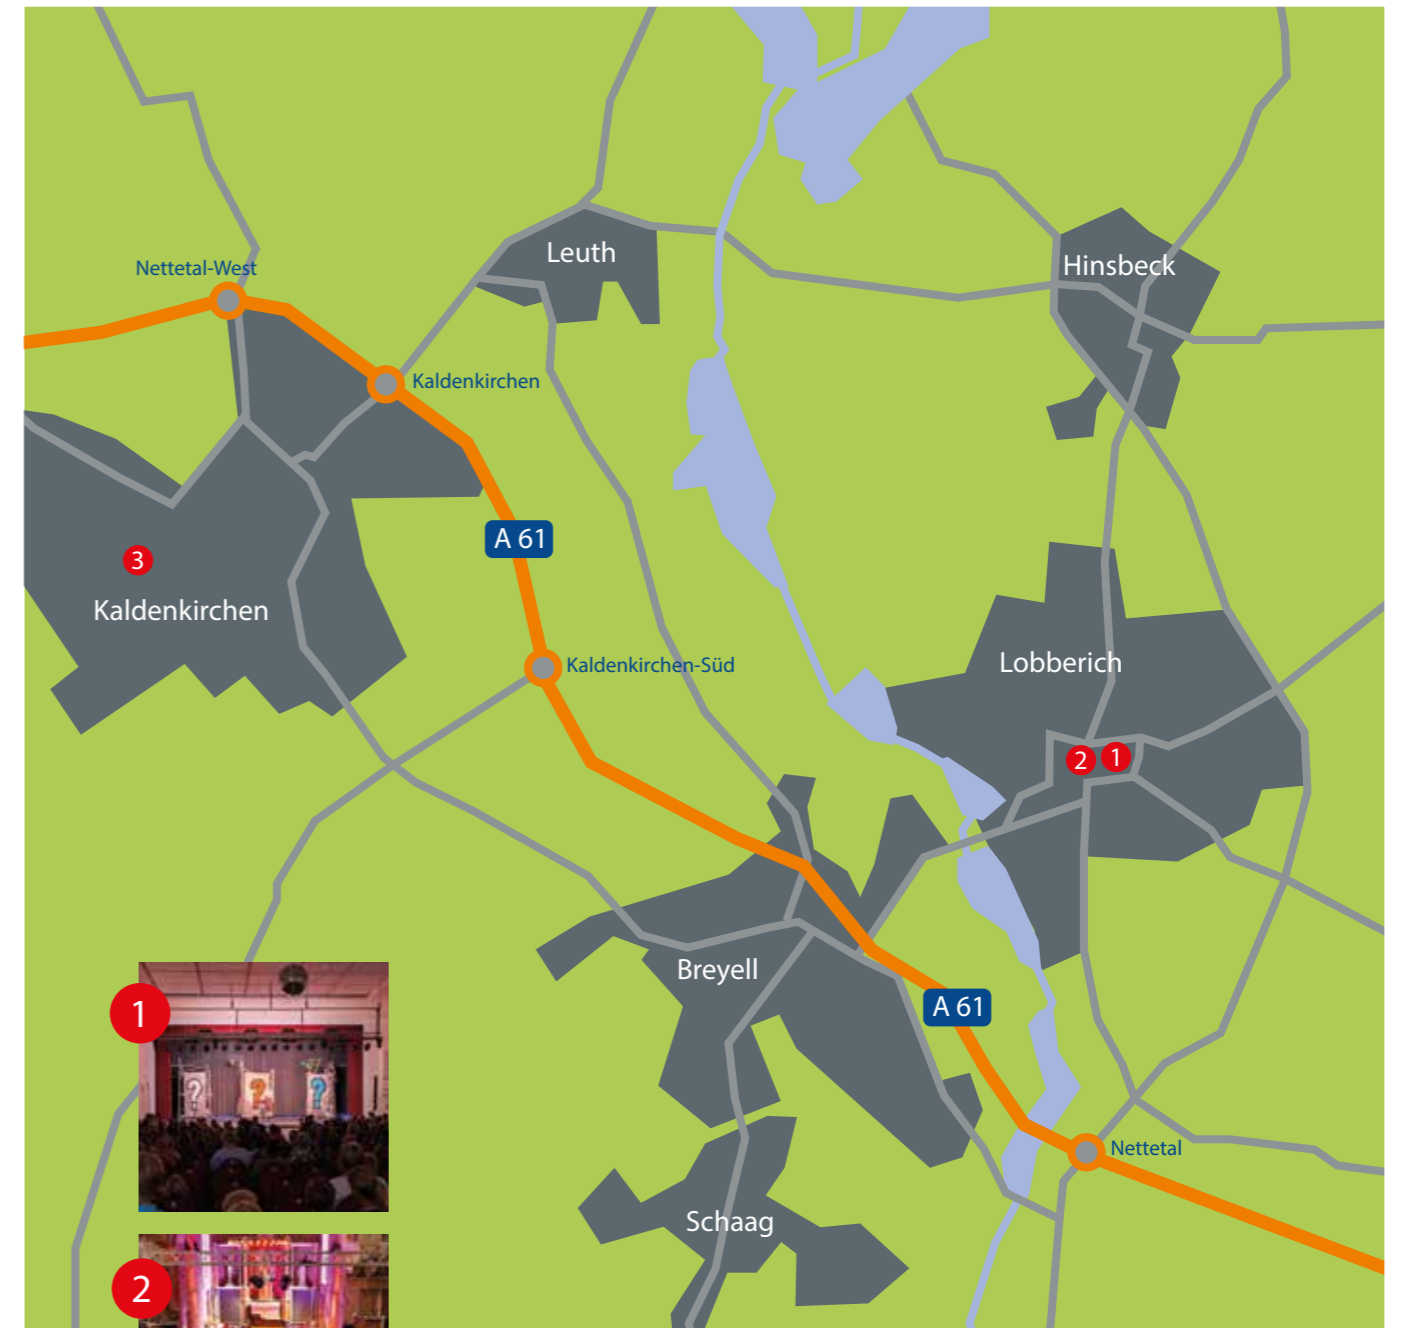 Leuth
Hinsbeck
Nettetal-West
Kaldenkirchen
A 61
3
Kaldenkirchen
Kaldenkirchen-Süd
Lobberich
2
1
Breyell
A 61
1
? ? ?
Nettetal
Schaag
2